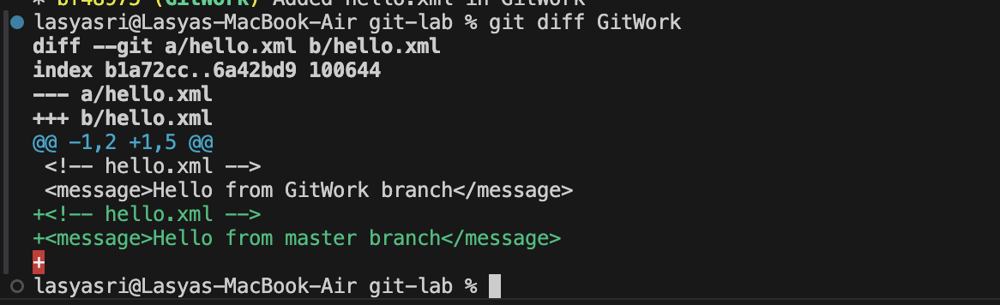 * bf48975 (GitWork) Added hello.xml in GitWork
lasyasri@Lasyas-MacBook-Air git-lab % git diff GitWork
diff --git a/hello.xml b/hello.xml
index b1a72cc..6a42bd9 100644
--- a/hello.xml
+++ b/hello.xml
@@ -1,2 +1,5 @@
 <!-- hello.xml -->
 <message>Hello from GitWork branch</message>
+<!-- hello.xml -->
+<message>Hello from master branch</message>
+
lasyasri@Lasyas-MacBook-Air git-lab %